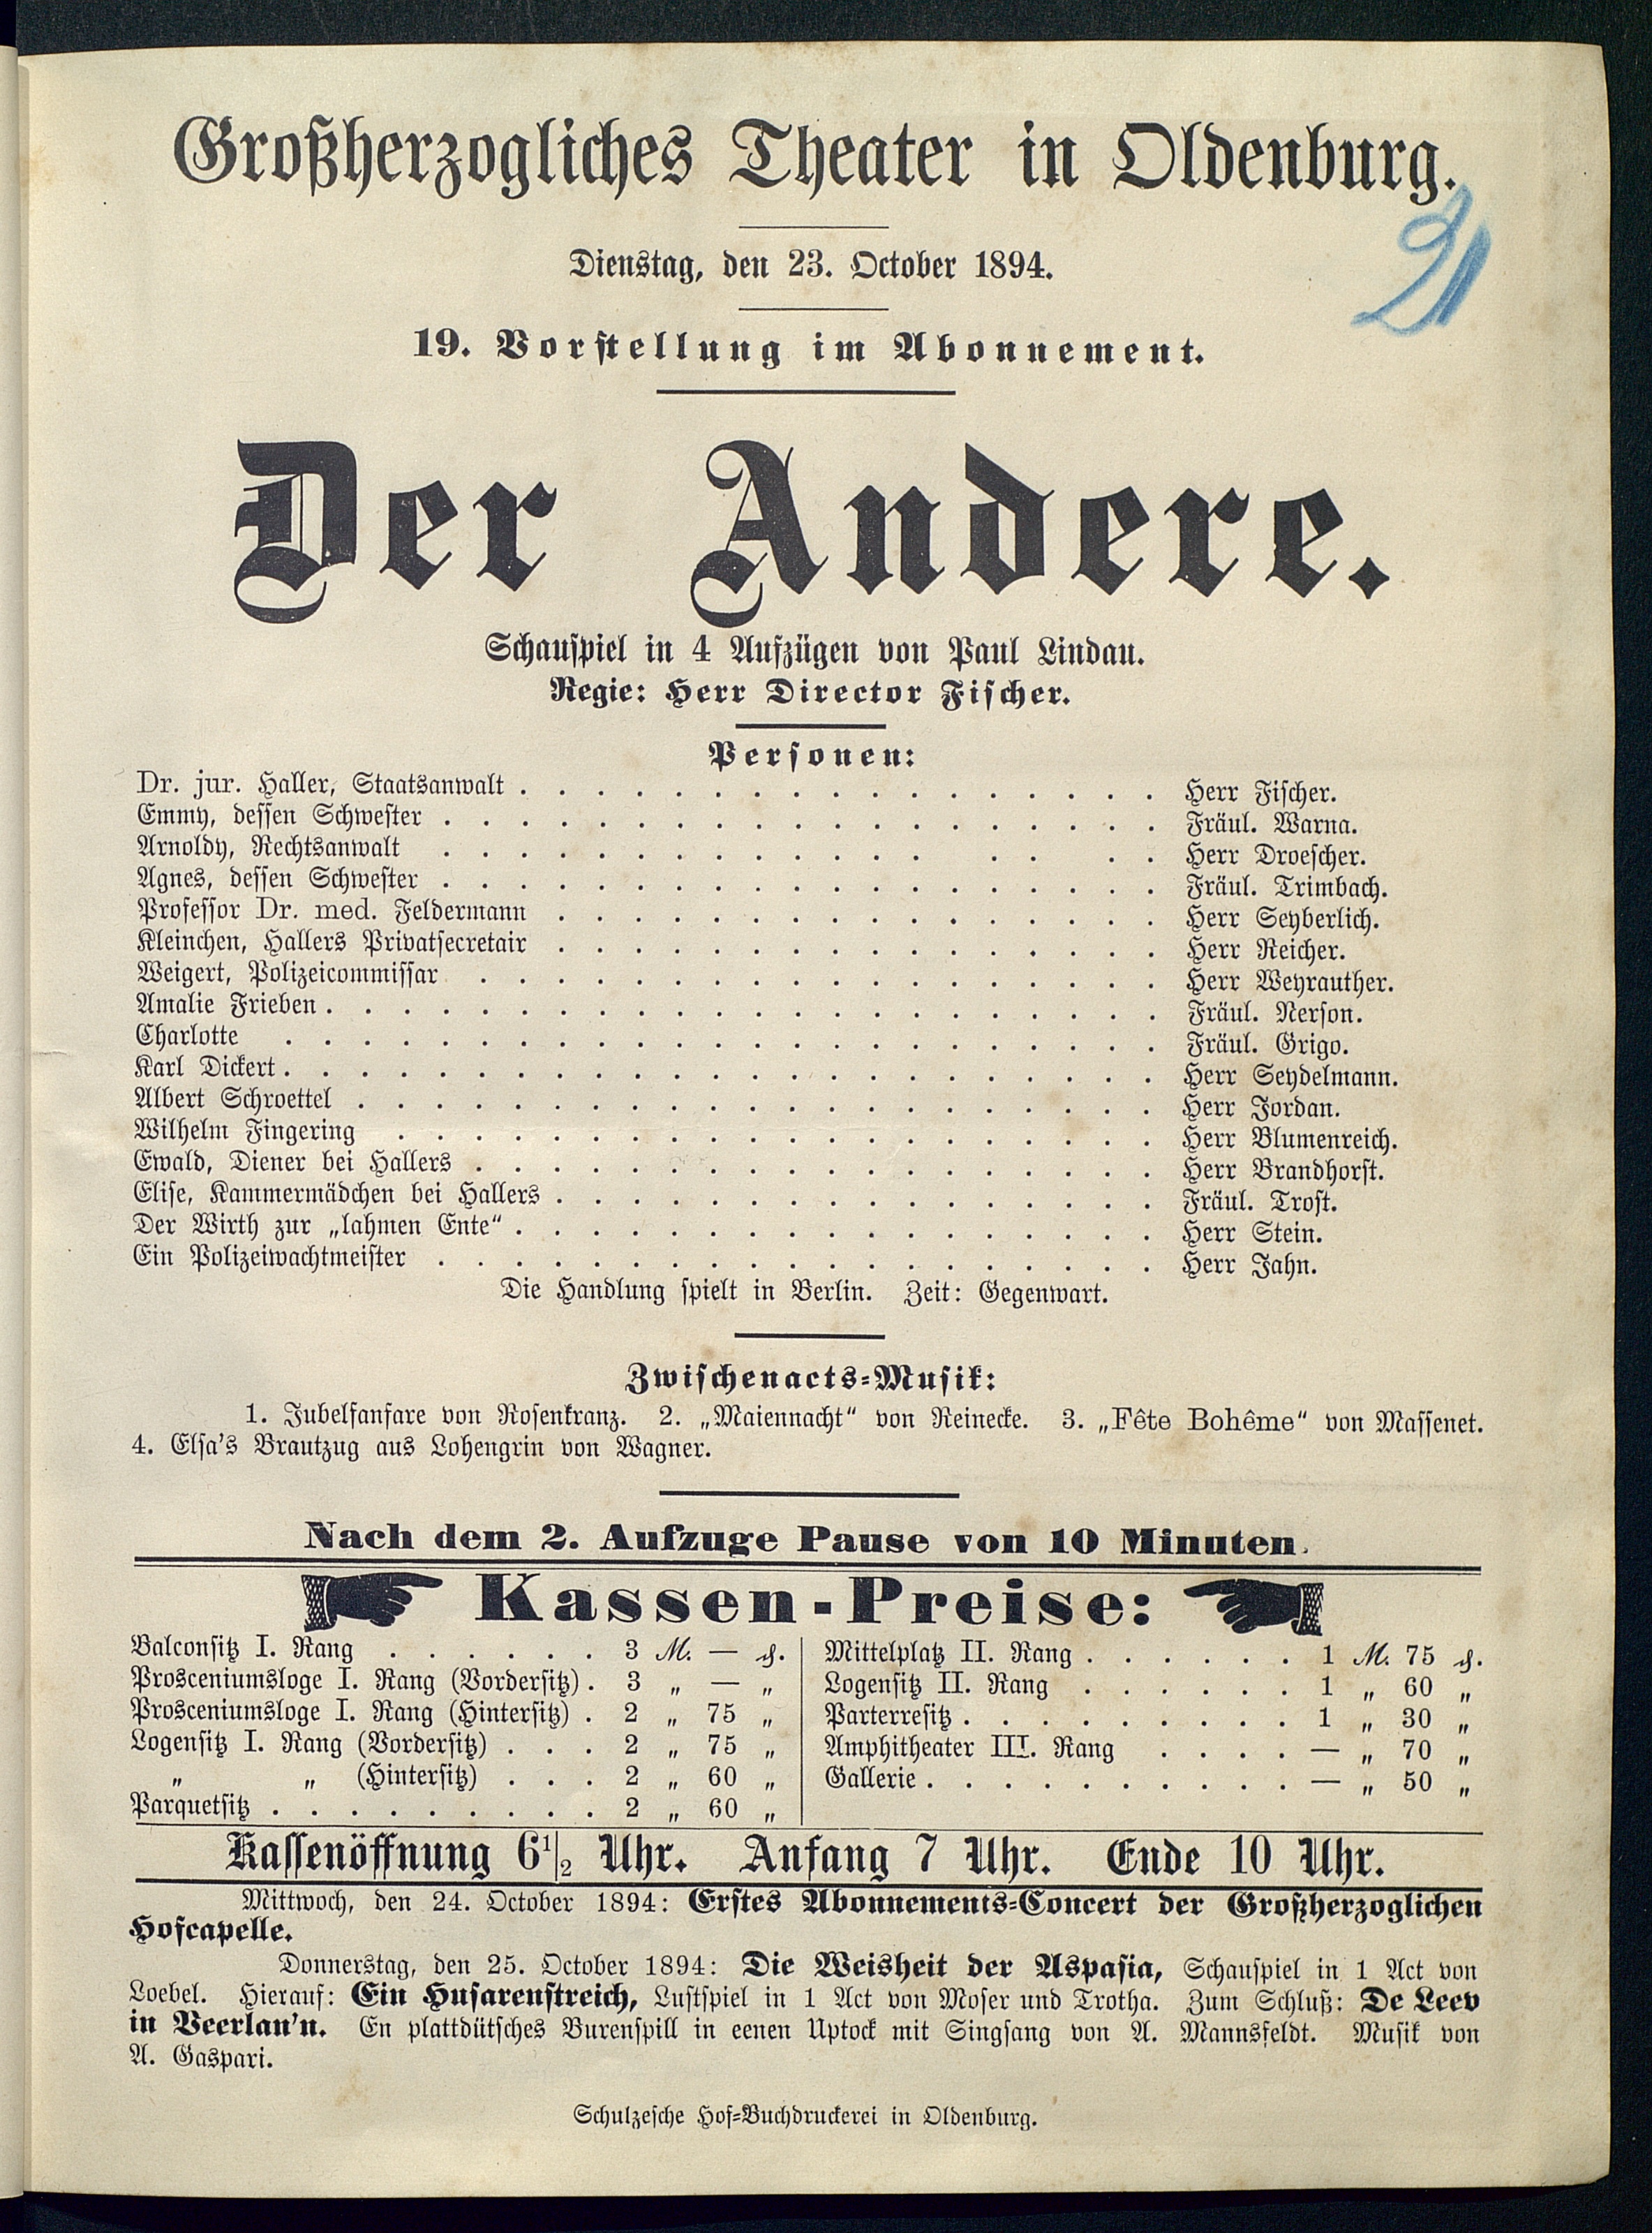 Großherzogliches Theater in Oldenburg.
Dienstag, den 23. October 1894.
19. Vorstellung im Abonnement.
Der Andere.
Schauspiel in 4 Aufzügen von Paul Lindau.
Regie: Herr Director Fischer.
Personen:
Dr. jur. Haller, Staatsanwalt . . . . . Herr Fischer.
Emmy, dessen Schwester . . . . . Fräul. Warna.
Arnoldy, Rechtsanwalt . . . . . Herr Droescher.
Agnes, dessen Schwester . . . . . Fräul. Trimbach.
Professor Dr. med. Feldermann . . . . . Herr Seyberlich.
Kleinchen, Hallers Privatsecretair . . . . . Herr Reicher.
Weigert, Polizeicommissar . . . . . Herr Weyrauther.
Amalie Frieben . . . . . Fräul. Nerson.
Charlotte . . . . . Fräul. Grigo.
Karl Dickert . . . . . Herr Seydelmann.
Albert Schroettel . . . . . Herr Jordan.
Wilhelm Fingering . . . . . Herr Blumenreich.
Ewald, Diener bei Hallers . . . . . Herr Brandhorst.
Elise, Kammermädchen bei Hallers . . . . . Fräul. Trost.
Der Wirth zur „lahmen Ente“ . . . . . Herr Stein.
Ein Polizeiwachtmeister . . . . . Herr Jahn.
Die Handlung spielt in Berlin. Zeit: Gegenwart.
Zwischenacts-Musik:
1. Jubelfanfare von Rosenkranz. 2. „Maiennacht“ von Reinecke. 3. „Fête Bohême“ von Massenet.
4. Elsa's Brautzug aus Lohengrin von Wagner.
Nach dem 2. Aufzuge Pause von 10 Minuten.
Kassen-Preise:
Balconsitz I. Rang . . . . . 3 M. — ₰.
Prosceniumsloge I. Rang (Vordersitz) . 3 „ — „
Prosceniumsloge I. Rang (Hintersitz) . 2 „ 75 „
Logensitz I. Rang (Vordersitz) . . . 2 „ 75 „
„ „ (Hintersitz) . . . 2 „ 60 „
Parquetsitz . . . . . 2 „ 60 „
Mittelplatz II. Rang . . . . . 1 M. 75 ₰.
Logensitz II. Rang . . . . . 1 „ 60 „
Parterresitz . . . . . 1 „ 30 „
Amphitheater III. Rang . . . . — „ 70 „
Gallerie . . . . . — „ 50 „
Kassenöffnung 6 1/2 Uhr. Anfang 7 Uhr. Ende 10 Uhr.
Mittwoch, den 24. October 1894: Erstes Abonnements-Concert der Großherzoglichen
Hofcapelle.
Donnerstag, den 25. October 1894: Die Weisheit der Aspasia, Schauspiel in 1 Act von
Loebel. Hierauf: Ein Husarenstreich, Lustspiel in 1 Act von Moser und Trotha. Zum Schluß: De Leev
in Veerlan'n. En plattdütsches Burenspill in eenen Uptock mit Singsang von A. Mannsfeldt. Musik von
A. Gaspari.
Schulzesche Hof-Buchdruckerei in Oldenburg.